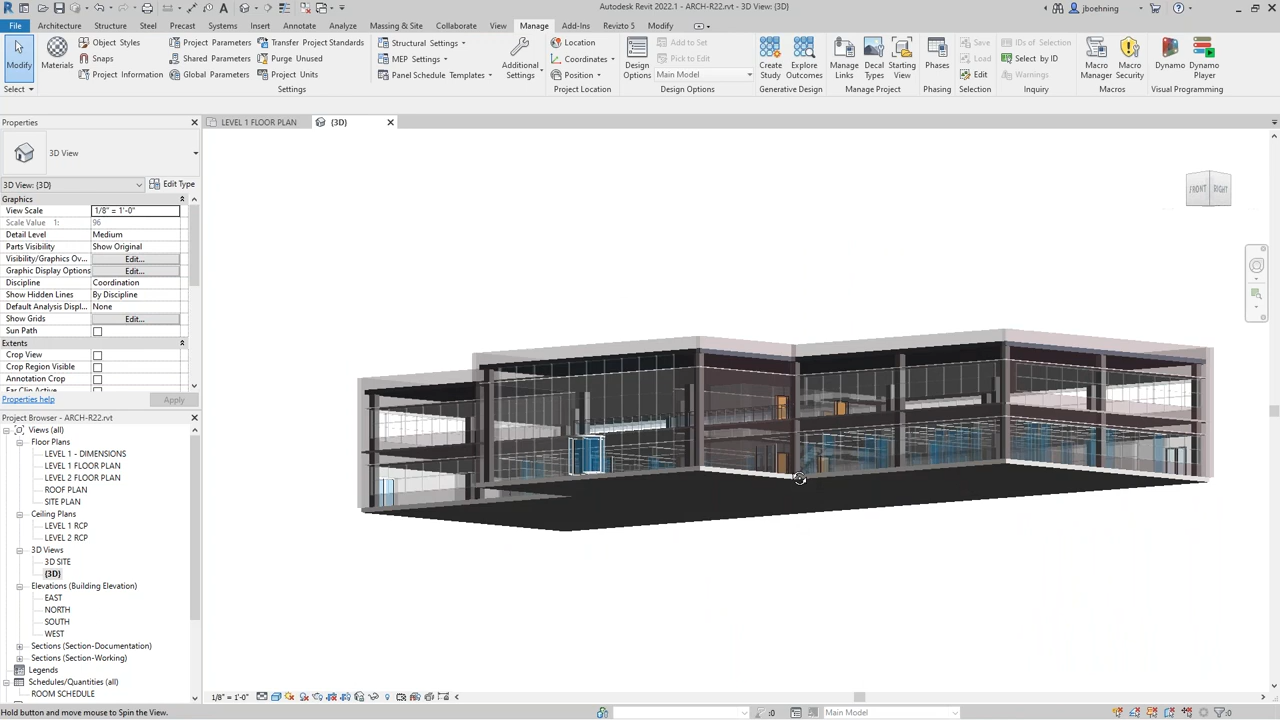 Autodesk Revit 2022.1 - ARCH-R22.rvt - 3D View: {3D}
jboehning
File Architecture Structure Steel Precast Systems Insert Annotate Analyze Massing & Site Collaborate View Manage Add-Ins Revizto 5 Modify
Modify
Select
Materials
Object Styles
Snaps
Project Information
Project Parameters
Shared Parameters
Global Parameters
Transfer Project Standards
Purge Unused
Project Units
Settings
Structural Settings
MEP Settings
Panel Schedule Templates
Additional Settings
Location
Coordinates
Position
Project Location
Design Options
Add to Set
Pick to Edit
Main Model
Design Options
Create Study
Explore Outcomes
Generative Design
Manage Links
Decal Types
Starting View
Manage Project
Phases
Phasing
Save
Load
Edit
Selection
IDs of Selection
Select by ID
Warnings
Inquiry
Macro Manager
Macro Security
Macros
Dynamo
Dynamo Player
Visual Programming
Properties
LEVEL 1 FLOOR PLAN
{3D}
3D View
3D View: {3D}
Edit Type
Graphics
View Scale 1/8" = 1'-0"
Scale Value 1: 96
Detail Level Medium
Parts Visibility Show Original
Visibility/Graphics Ov... Edit...
Graphic Display Options Edit...
Discipline Coordination
Show Hidden Lines By Discipline
Default Analysis Displ... None
Show Grids Edit...
Sun Path
Extents
Crop View
Crop Region Visible
Annotation Crop
Far Clip Active
Properties help
Apply
FRONT RIGHT
Project Browser - ARCH-R22.rvt
Views (all)
Floor Plans
LEVEL 1 - DIMENSIONS
LEVEL 1 FLOOR PLAN
LEVEL 2 FLOOR PLAN
ROOF PLAN
SITE PLAN
Ceiling Plans
LEVEL 1 RCP
LEVEL 2 RCP
3D Views
3D SITE
{3D}
Elevations (Building Elevation)
EAST
NORTH
SOUTH
WEST
Sections (Section-Documentation)
Sections (Section-Working)
Legends
Schedules/Quantities (all)
ROOM SCHEDULE
1/8" = 1'-0"
Hold button and move mouse to Spin the View.
:0
Main Model
:0